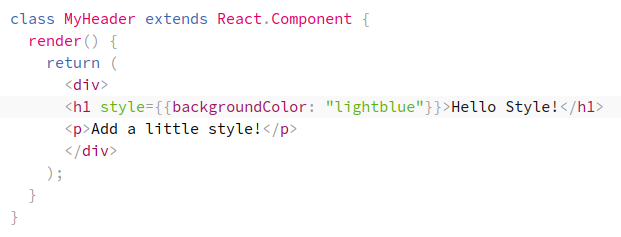 class MyHeader extends React.Component {
  render() {
    return (
      <div>
      <h1 style={{backgroundColor: "lightblue"}}>Hello Style!</h1>
      <p>Add a little style!</p>
      </div>
    );
  }
}